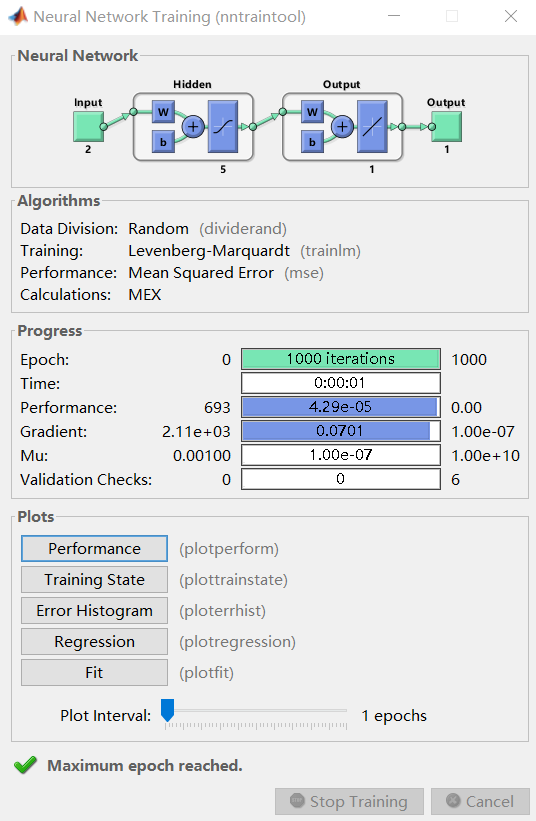 Neural Network Training (nntraintool)
Neural Network
Hidden Output
Input Output
W W
b b
2 5 1 1
Algorithms
Data Division: Random (dividerand)
Training: Levenberg-Marquardt (trainlm)
Performance: Mean Squared Error (mse)
Calculations: MEX
Progress
Epoch: 0 1000 iterations 1000
Time: 0:00:01
Performance: 693 4.29e-05 0.00
Gradient: 2.11e+03 0.0701 1.00e-07
Mu: 0.00100 1.00e-07 1.00e+10
Validation Checks: 0 0 6
Plots
Performance (plotperform)
Training State (plottrainstate)
Error Histogram (ploterrhist)
Regression (plotregression)
Fit (plotfit)
Plot Interval: 1 epochs
Maximum epoch reached.
Stop Training Cancel